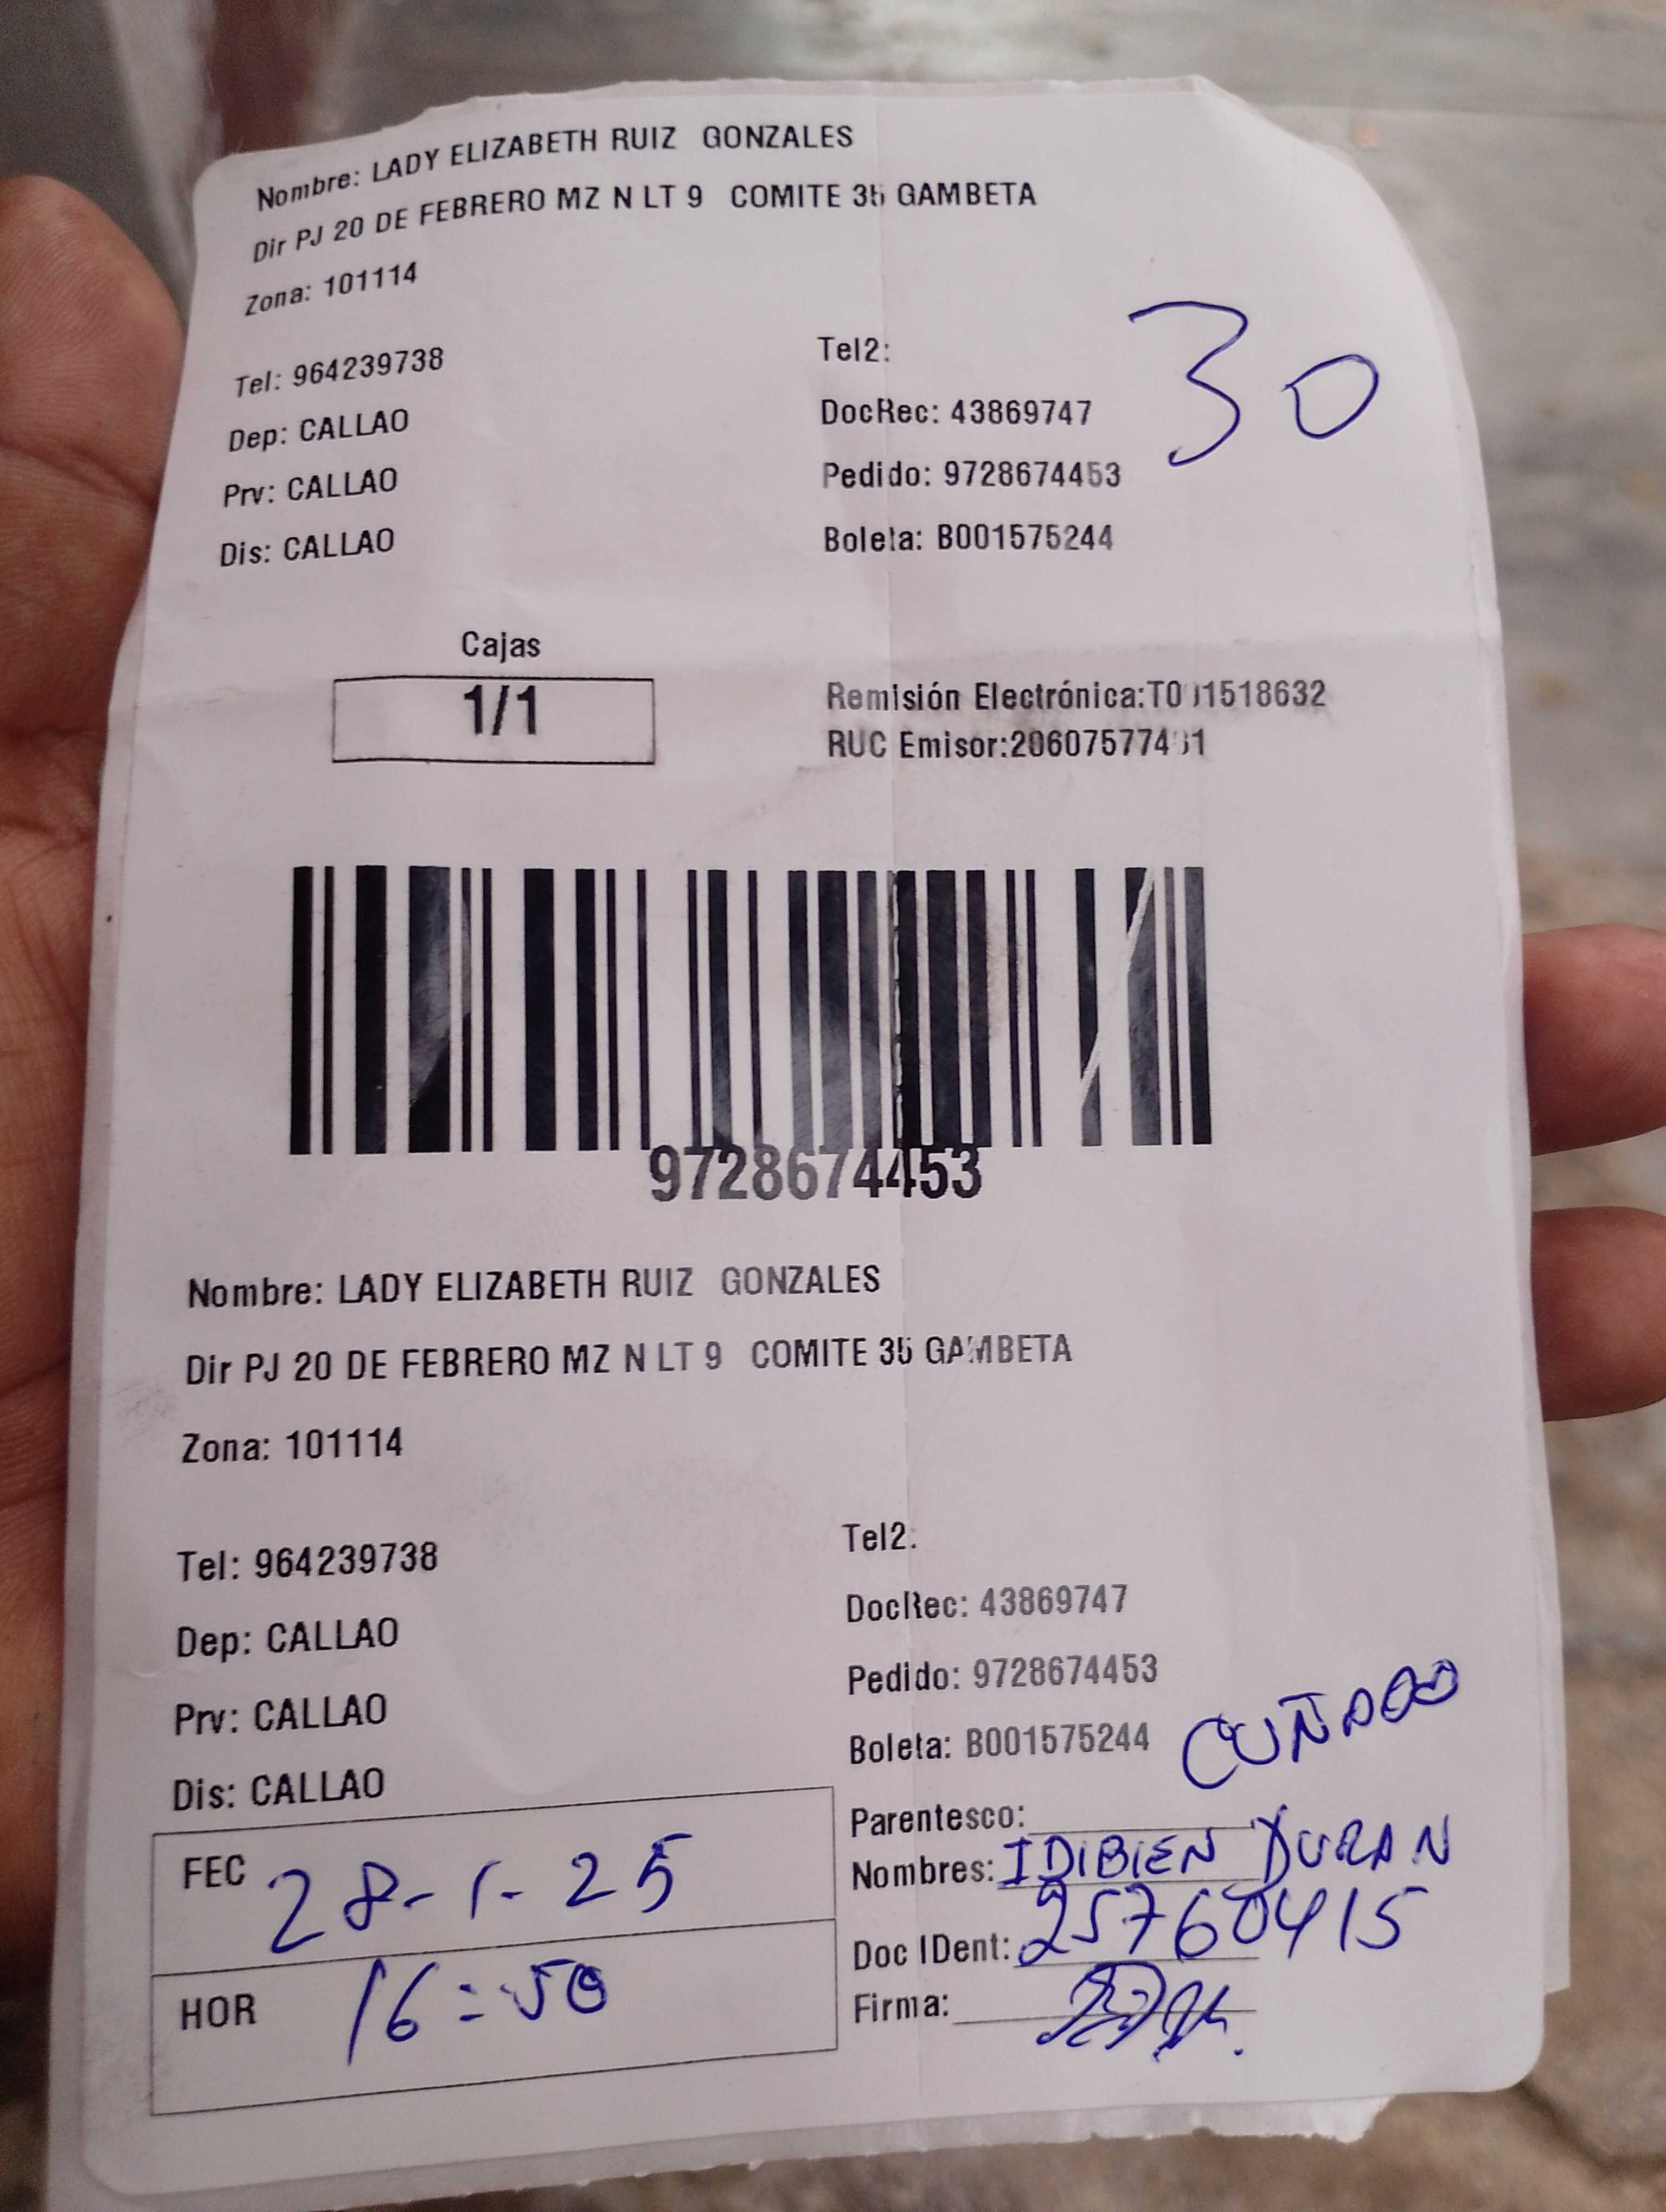 Nombre: LADY ELIZABETH RUIZ GONZALES
Dir PJ 20 DE FEBRERO MZ N LT 9 COMITE 35 GAMBETA
Zona: 101114
Tel: 964239738
Tel2:
30
Dep: CALLAO
DocRec: 43869747
Prv: CALLAO
Pedido: 9728674453
Dis: CALLAO
Boleta: B001575244
Cajas
1/1
Remisión Electrónica:T001518632
RUC Emisor:
9728674453
Nombre: LADY ELIZABETH RUIZ GONZALES
Dir PJ 20 DE FEBRERO MZ N LT 9 COMITE 35 GAMBETA
Zona: 101114
Tel: 964239738
Tel2:
Dep: CALLAO
DocRec: 43869747
Prv: CALLAO
Pedido: 9728674453
Dis: CALLAO
Boleta: B001575244
CUÑADO
Parentesco:
FEC 28-1-25
Nombres: IDIBIEN DURAN
Doc IDent: 25760415
HOR 16:50
Firma: